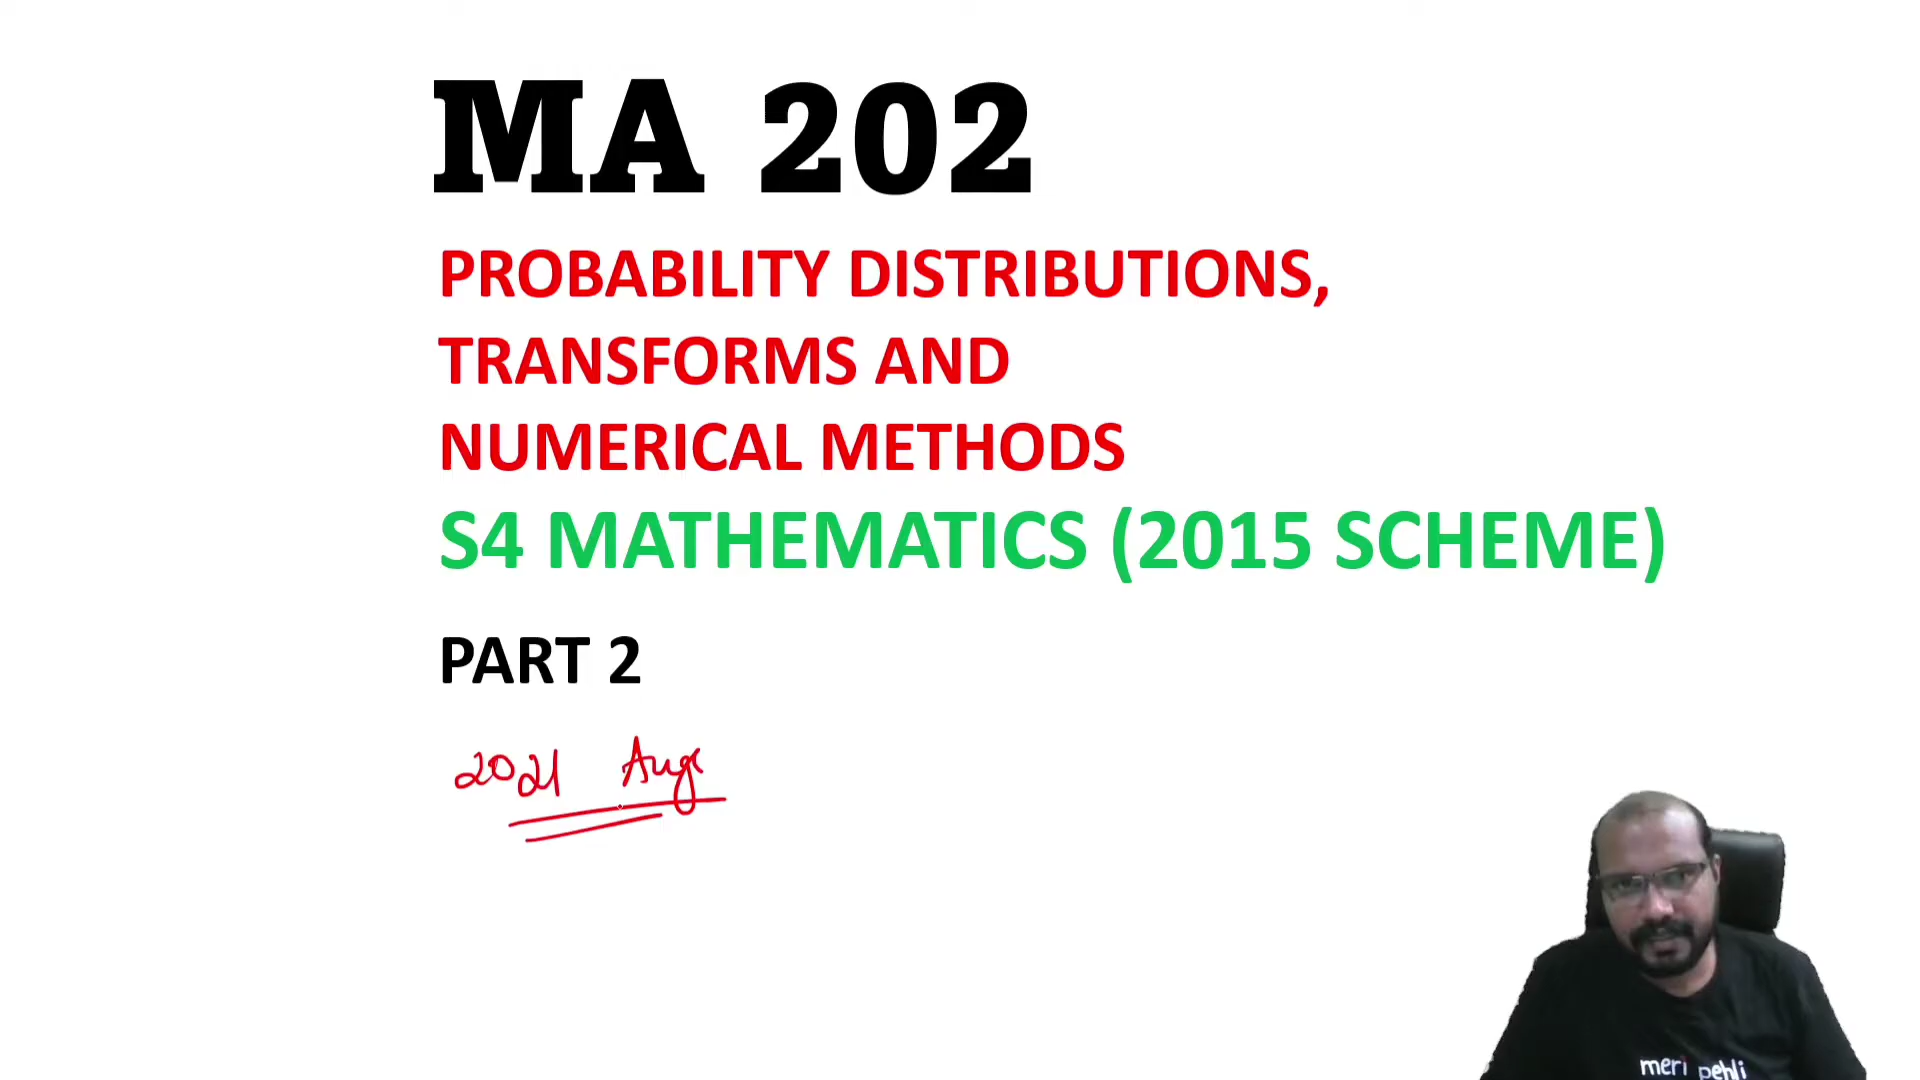 MA 202
PROBABILITY DISTRIBUTIONS,
TRANSFORMS AND
NUMERICAL METHODS
S4 MATHEMATICS (2015 SCHEME)
PART 2
2021 Aug
meri pehli